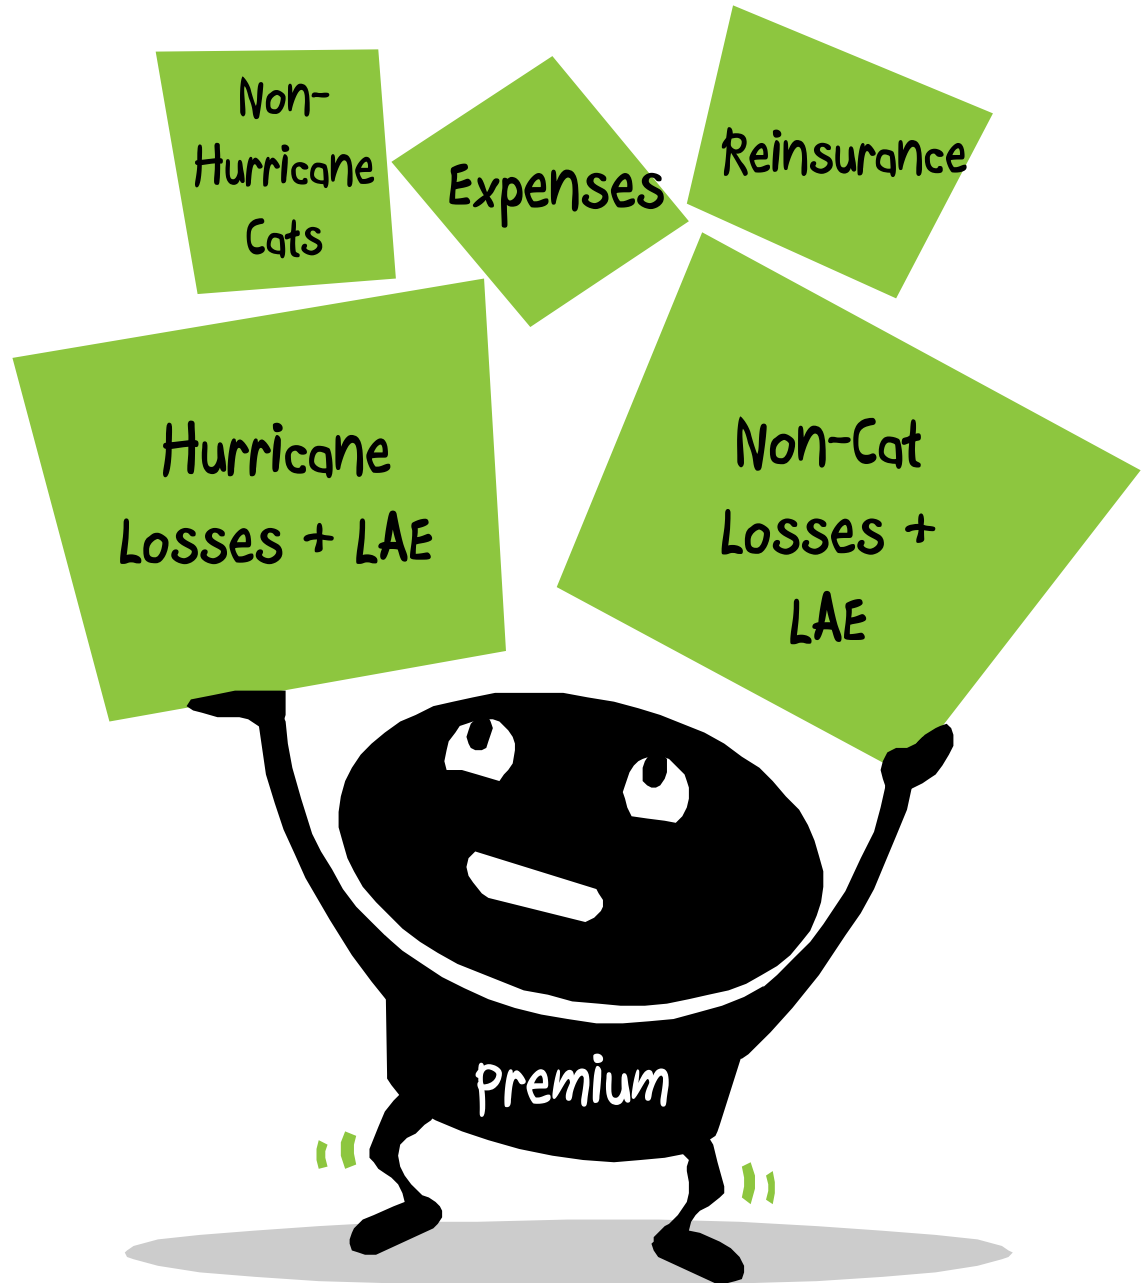 Non-
Hurricane
Cats
Expenses
Reinsurance
Hurricane
Losses + LAE
Non-Cat
Losses +
LAE
premium